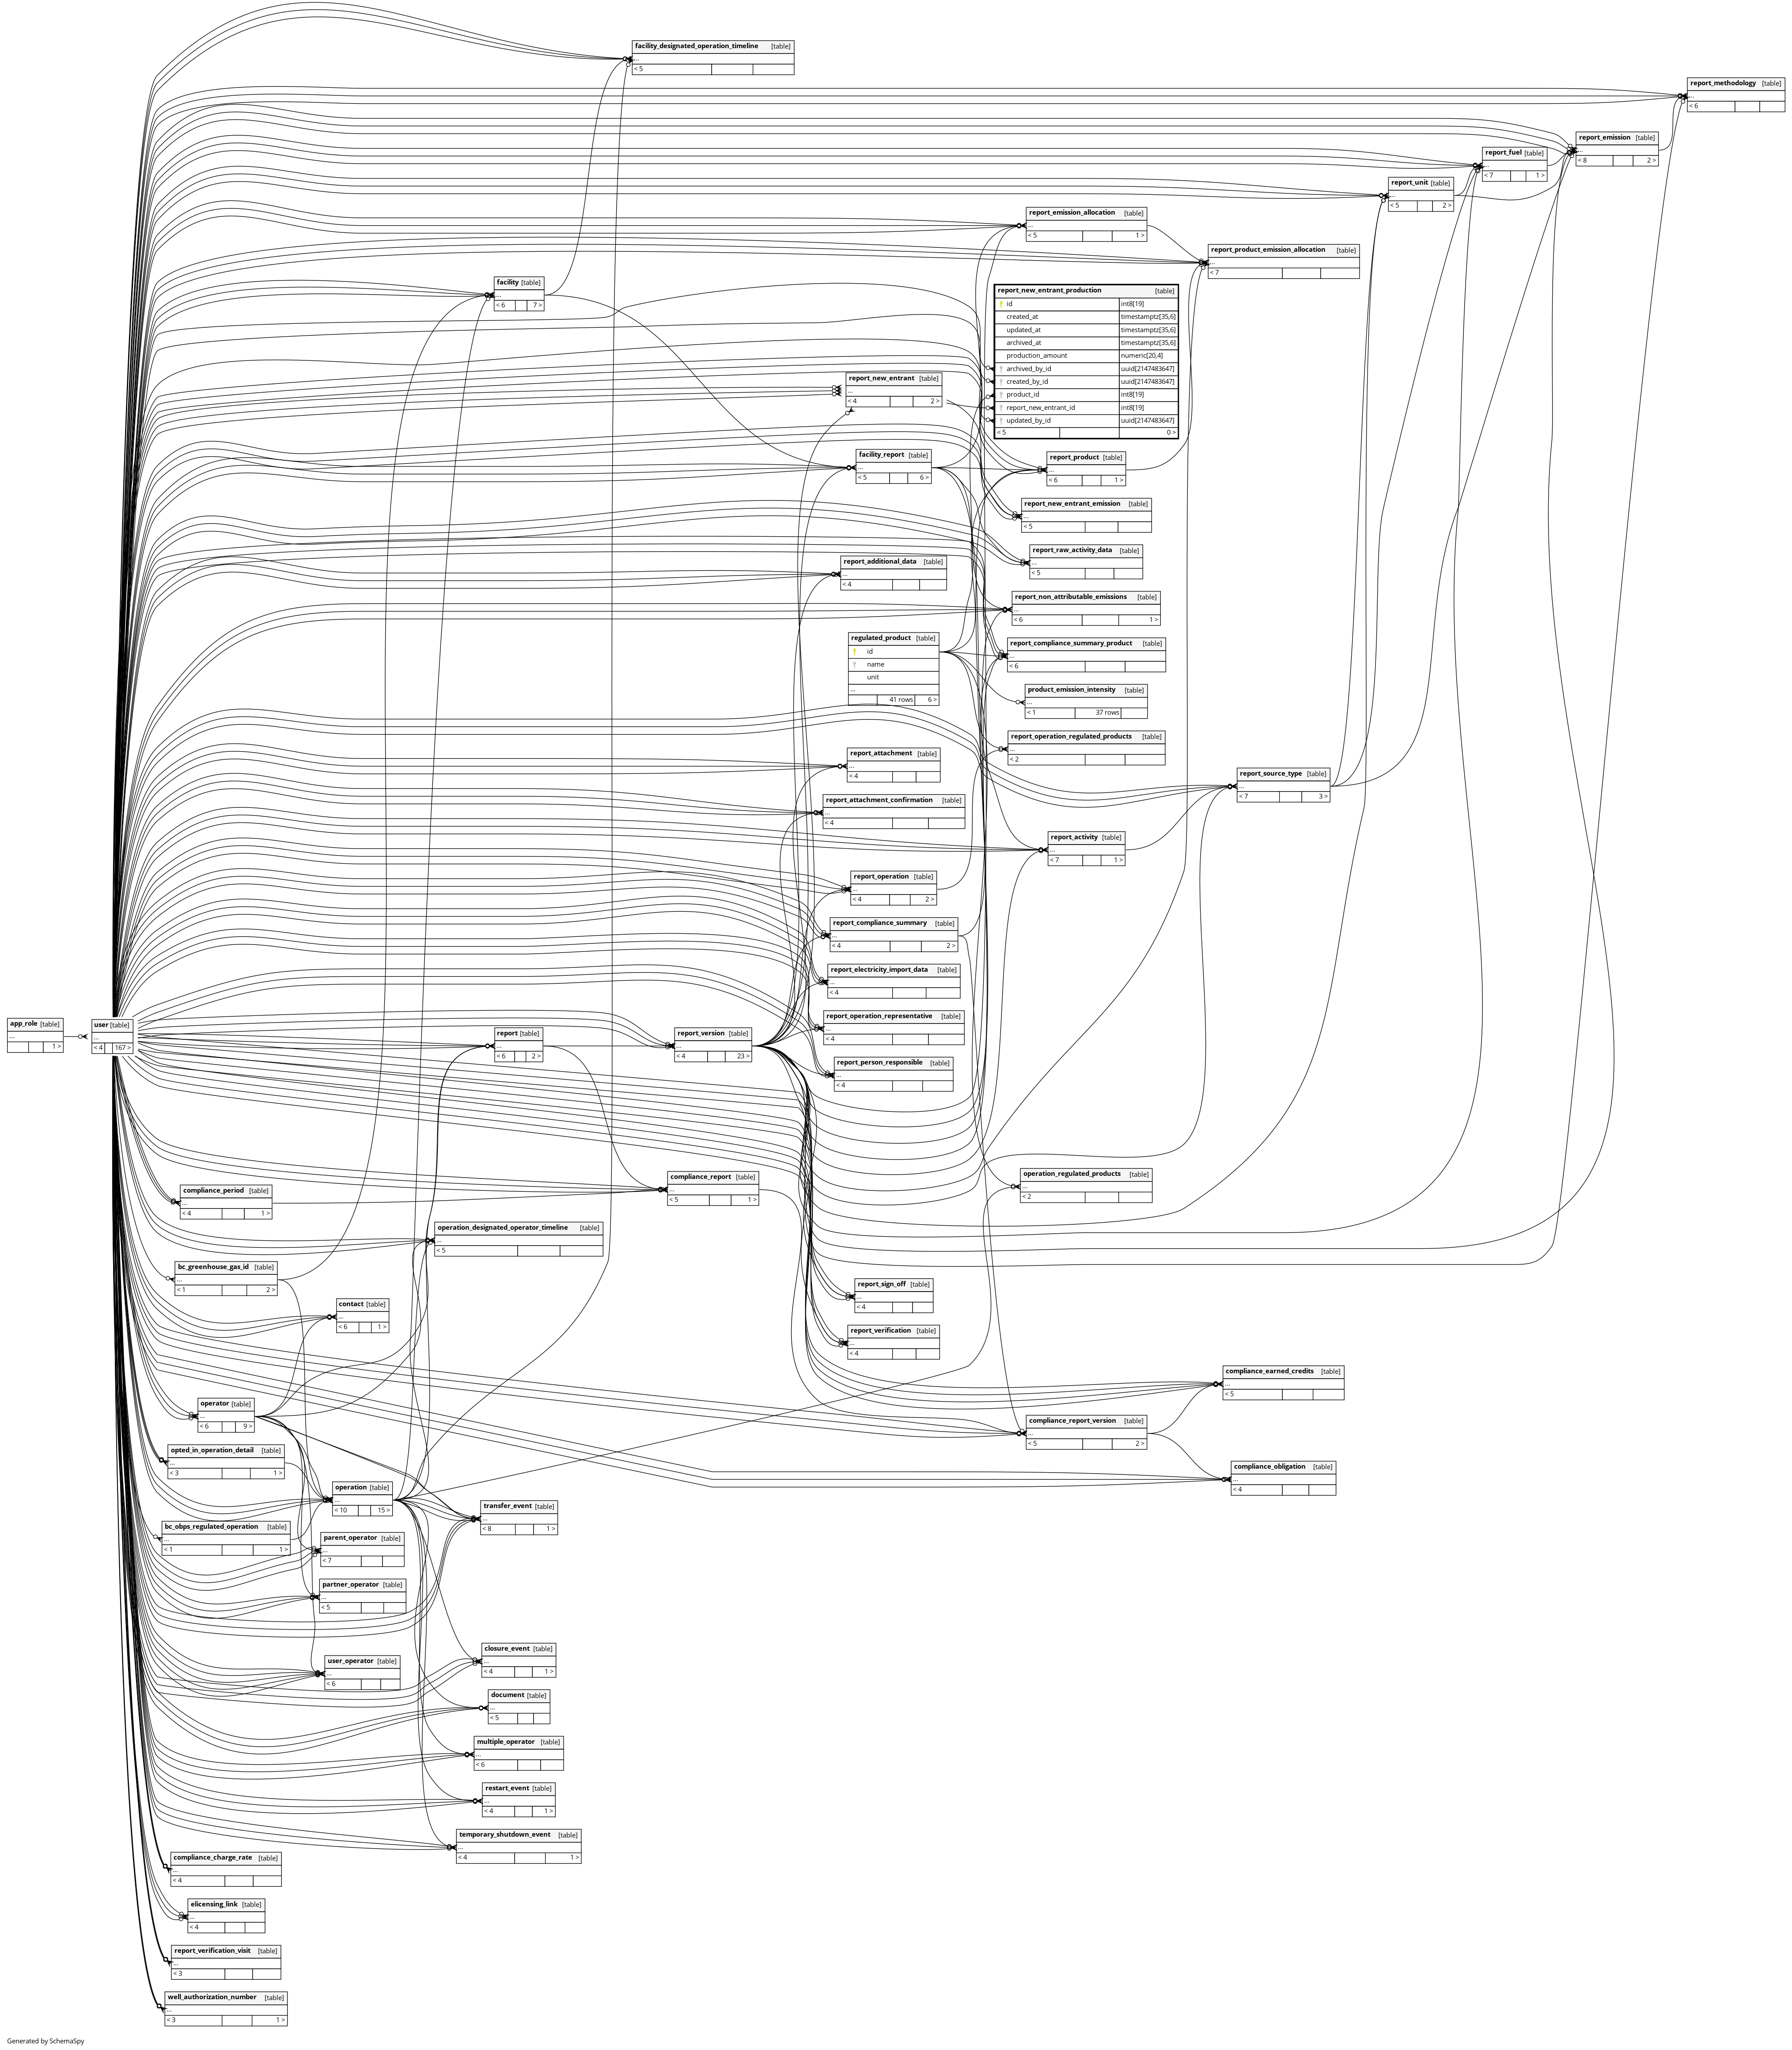 facility_designated_operation_timeline [table]
...
< 5
report_methodology [table]
...
< 6
report_emission [table]
...
< 8 2 >
report_fuel [table]
...
< 7 1 >
report_unit [table]
...
< 5 2 >
report_emission_allocation [table]
...
< 5 1 >
report_product_emission_allocation [table]
...
< 7
facility [table]
...
< 6 7 >
report_new_entrant_production [table]
id int8[19]
created_at timestamptz[35,6]
updated_at timestamptz[35,6]
archived_at timestamptz[35,6]
production_amount numeric[20,4]
archived_by_id uuid[2147483647]
created_by_id uuid[2147483647]
product_id int8[19]
report_new_entrant_id int8[19]
updated_by_id uuid[2147483647]
< 5 0 >
report_new_entrant [table]
...
< 4 2 >
facility_report [table]
...
< 5 6 >
report_product [table]
...
< 6 1 >
report_new_entrant_emission [table]
...
< 5
report_raw_activity_data [table]
...
< 5
report_additional_data [table]
...
< 4
report_non_attributable_emissions [table]
...
< 6 1 >
regulated_product [table]
id
name
unit
...
41 rows 6 >
report_compliance_summary_product [table]
...
< 6
product_emission_intensity [table]
...
< 1 37 rows
report_operation_regulated_products [table]
...
< 2
report_attachment [table]
...
< 4
report_source_type [table]
...
< 7 3 >
report_attachment_confirmation [table]
...
< 4
report_activity [table]
...
< 7 1 >
report_operation [table]
...
< 4 2 >
report_compliance_summary [table]
...
< 4 2 >
report_electricity_import_data [table]
...
< 4
report_operation_representative [table]
...
< 4
app_role [table]
...
1 >
user [table]
...
< 4 167 >
report [table]
...
< 6 2 >
report_version [table]
...
< 4 23 >
report_person_responsible [table]
...
< 4
compliance_report [table]
...
< 5 1 >
operation_regulated_products [table]
...
< 2
compliance_period [table]
...
< 4 1 >
operation_designated_operator_timeline [table]
...
< 5
bc_greenhouse_gas_id [table]
...
< 1 2 >
report_sign_off [table]
...
< 4
contact [table]
...
< 6 1 >
report_verification [table]
...
< 4
compliance_earned_credits [table]
...
< 5
operator [table]
...
< 6 9 >
compliance_report_version [table]
...
< 5 2 >
opted_in_operation_detail [table]
...
< 3 1 >
compliance_obligation [table]
...
< 4
operation [table]
...
< 10 15 >
transfer_event [table]
...
< 8 1 >
bc_obps_regulated_operation [table]
...
< 1 1 >
parent_operator [table]
...
< 7
partner_operator [table]
...
< 5
closure_event [table]
...
< 4 1 >
user_operator [table]
...
< 6
document [table]
...
< 5
multiple_operator [table]
...
< 6
restart_event [table]
...
< 4 1 >
temporary_shutdown_event [table]
...
< 4 1 >
compliance_charge_rate [table]
...
< 4
elicensing_link [table]
...
< 4
report_verification_visit [table]
...
< 3
well_authorization_number [table]
...
< 3 1 >
Generated by SchemaSpy